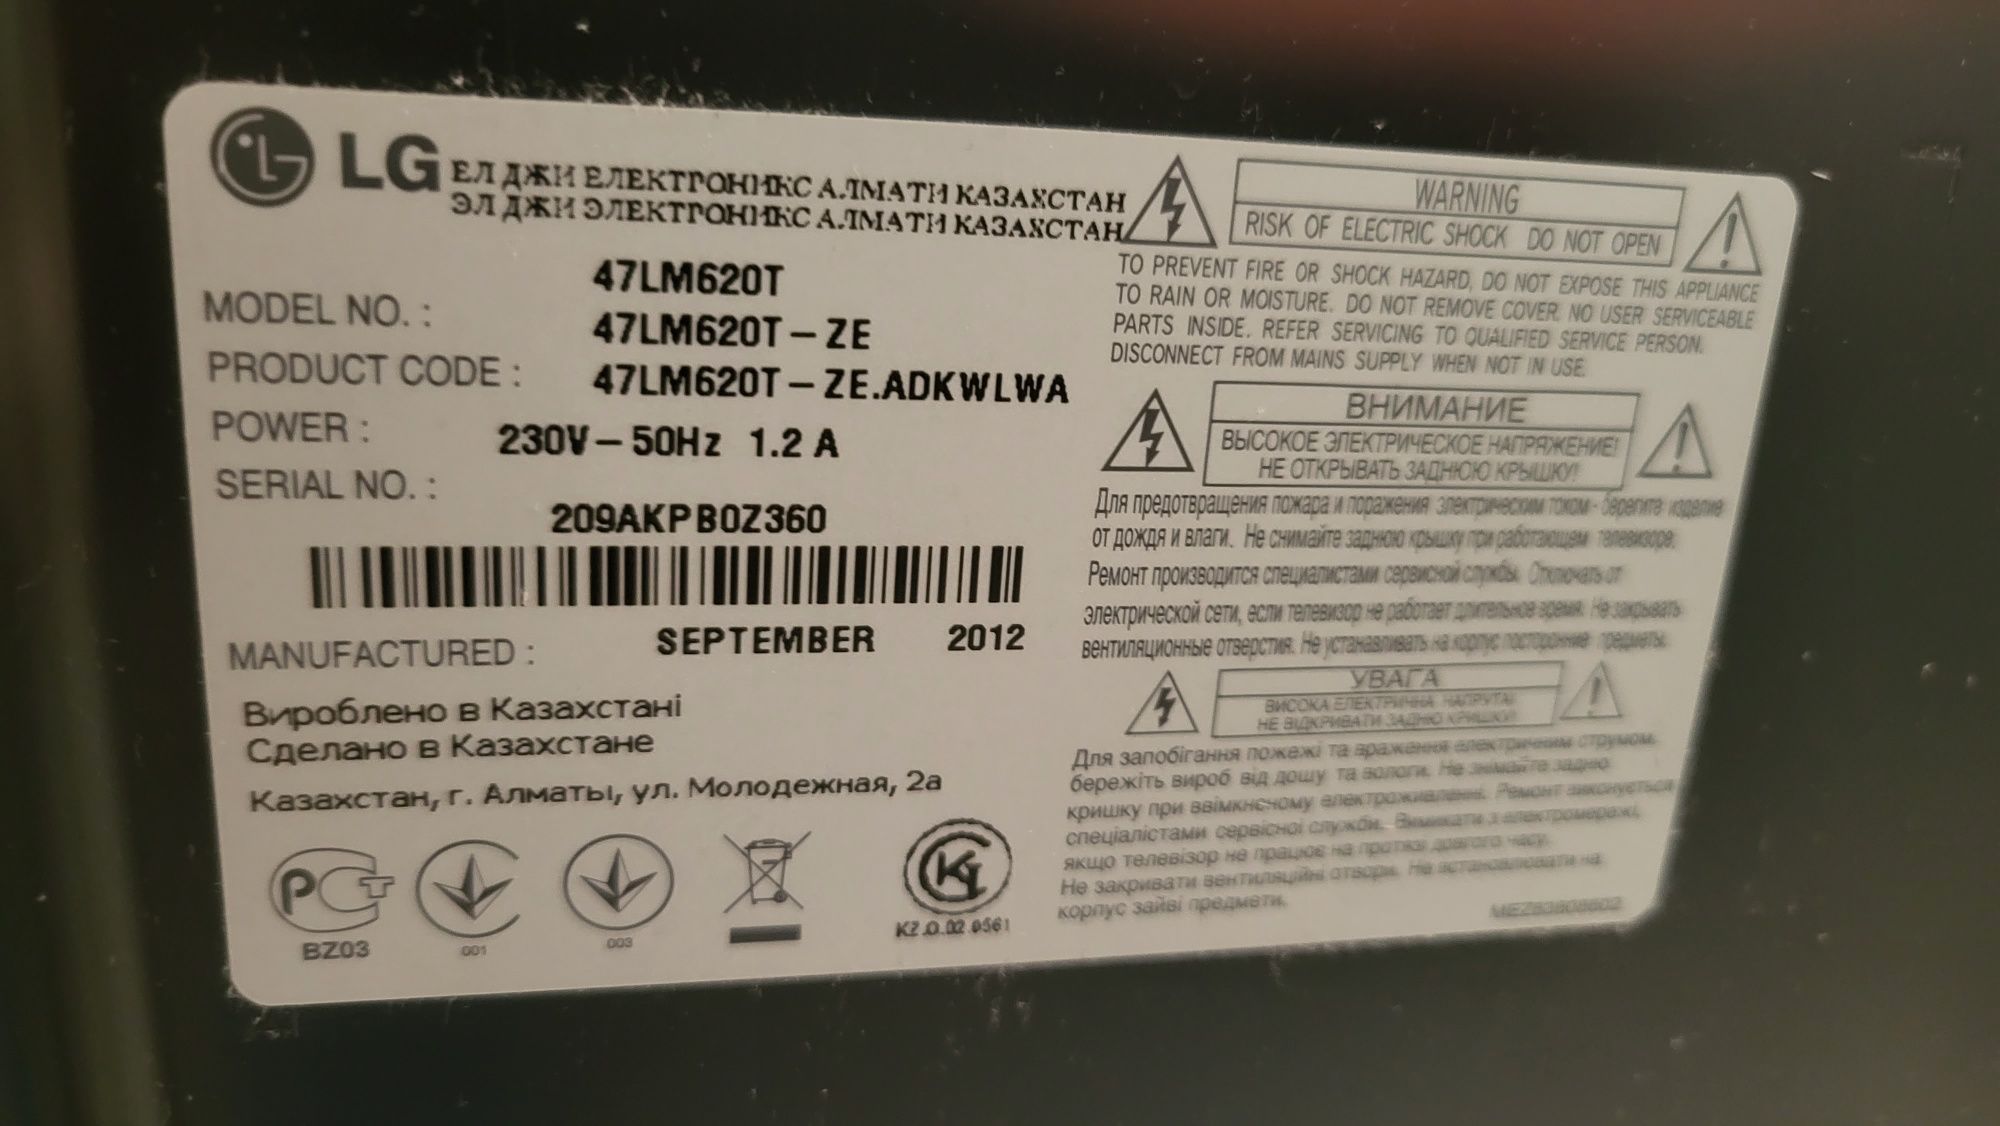 LG
ЕЛ ДЖИ ЕЛЕКТРОНІКС АЛМАТИ КАЗАХСТАН
ЭЛ ДЖИ ЭЛЕКТРОНИКС АЛМАТИ КАЗАХСТАН
47LM620T
MODEL NO. :
47LM620T-ZE
PRODUCT CODE :
47LM620T-ZE.ADKWLWA
POWER :
230V-50Hz 1.2 A
SERIAL NO. :
209AKPB0Z360
MANUFACTURED :
SEPTEMBER 2012
Вироблено в Казахстані
Сделано в Казахстане
Казахстан, г. Алматы, ул. Молодежная, 2а
BZ03
001
003
KZ.O.02.0561
WARNING
RISK OF ELECTRIC SHOCK DO NOT OPEN
TO PREVENT FIRE OR SHOCK HAZARD, DO NOT EXPOSE THIS APPLIANCE
TO RAIN OR MOISTURE. DO NOT REMOVE COVER. NO USER SERVICEABLE
PARTS INSIDE. REFER SERVICING TO QUALIFIED SERVICE PERSON.
DISCONNECT FROM MAINS SUPPLY WHEN NOT IN USE.
ВНИМАНИЕ
ВЫСОКОЕ ЭЛЕКТРИЧЕСКОЕ НАПРЯЖЕНИЕ!
НЕ ОТКРЫВАТЬ ЗАДНЮЮ КРЫШКУ!
Для предотвращения пожара и поражения электрическим током - берегите изделие
от дождя и влаги. Не снимайте заднюю крышку при работающем телевизоре.
Ремонт производится специалистами сервисной службы. Отключать от
электрической сети, если телевизор не работает длительное время. Не закрывать
вентиляционные отверстия. Не устанавливать на корпус посторонние предметы.
УВАГА
ВИСОКА ЕЛЕКТРИЧНА НАПРУГА!
НЕ ВІДКРИВАТИ ЗАДНЮ КРИШКУ!
Для запобігання пожежі та враження електричним струмом,
бережіть вироб від дощу та вологи. Не знімайте задню
кришку при ввімкнєному електроживленні. Ремонт виконується
спеціалістами сервісної служби. Вимикати з електромережі,
якщо телевізор не працює на протязі довгого часу.
Не закривати вентиляційні отвори. Не встановлювати на
корпус зайві предмети.